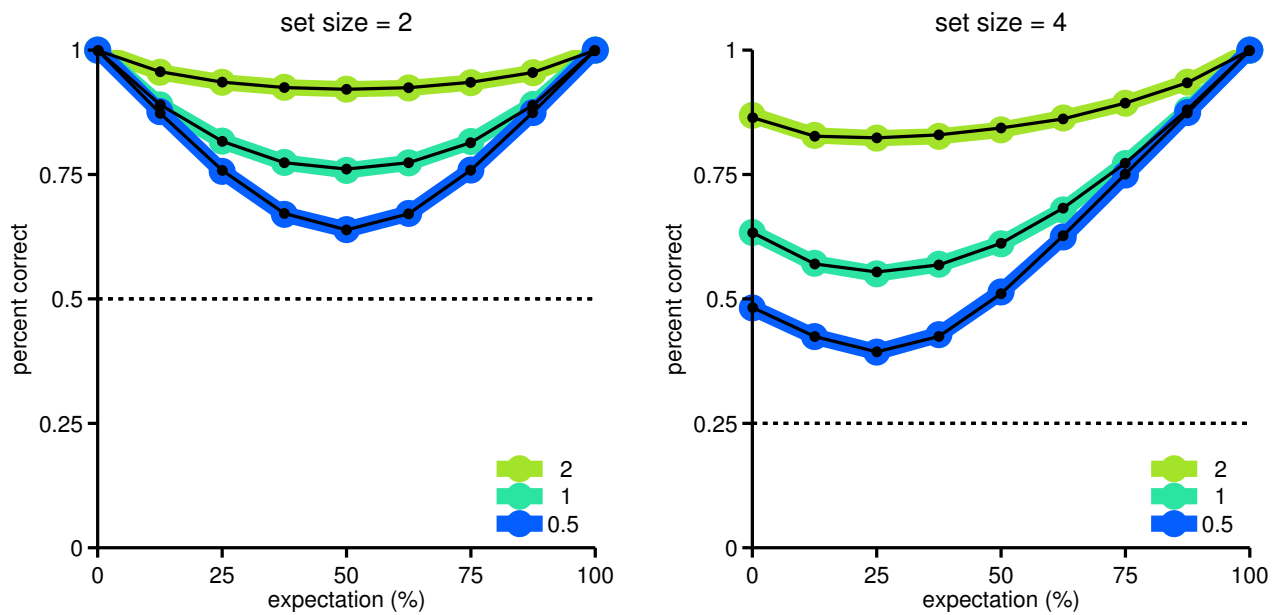 set size = 2
1
0.75
0.5
0.25
0
percent correct
0 25 50 75 100
expectation (%)
2
1
0.5
set size = 4
1
0.75
0.5
0.25
0
percent correct
0 25 50 75 100
expectation (%)
2
1
0.5